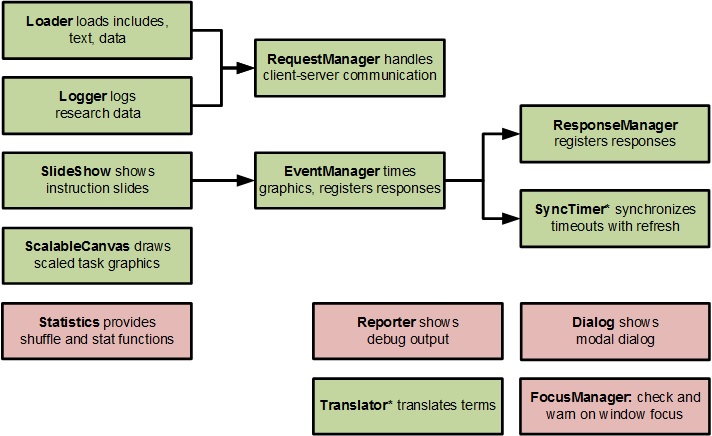 Loader loads includes,
text, data
RequestManager handles
client-server communication
Logger logs
research data
ResponseManager
registers responses
SlideShow shows
instruction slides
EventManager times
graphics, registers responses
SyncTimer* synchronizes
timeouts with refresh
ScalableCanvas draws
scaled task graphics
Statistics provides
shuffle and stat functions
Reporter shows
debug output
Dialog shows
modal dialog
Translator* translates terms
FocusManager: check and
warn on window focus